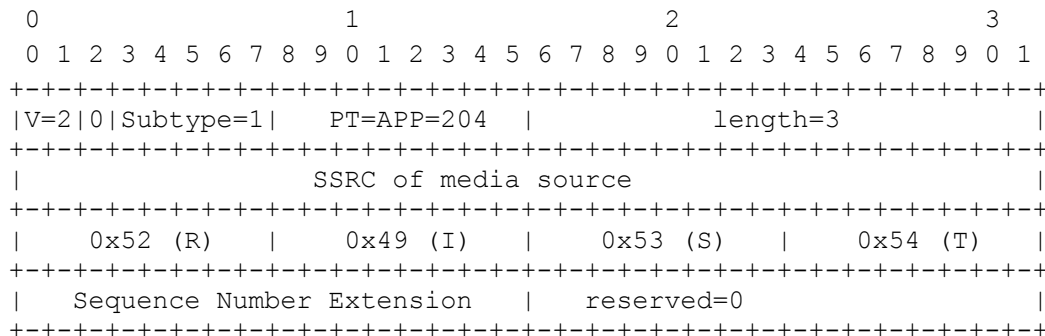 0                   1                   2                   3
 0 1 2 3 4 5 6 7 8 9 0 1 2 3 4 5 6 7 8 9 0 1 2 3 4 5 6 7 8 9 0 1
+-+-+-+-+-+-+-+-+-+-+-+-+-+-+-+-+-+-+-+-+-+-+-+-+-+-+-+-+-+-+-+-+
|V=2|0|Subtype=1|   PT=APP=204  |           length=3            |
+-+-+-+-+-+-+-+-+-+-+-+-+-+-+-+-+-+-+-+-+-+-+-+-+-+-+-+-+-+-+-+-+
|                  SSRC of media source                         |
+-+-+-+-+-+-+-+-+-+-+-+-+-+-+-+-+-+-+-+-+-+-+-+-+-+-+-+-+-+-+-+-+
|    0x52 (R)   |    0x49 (I)   |    0x53 (S)   |    0x54 (T)   |
+-+-+-+-+-+-+-+-+-+-+-+-+-+-+-+-+-+-+-+-+-+-+-+-+-+-+-+-+-+-+-+-+
|   Sequence Number Extension   |   reserved=0                  |
+-+-+-+-+-+-+-+-+-+-+-+-+-+-+-+-+-+-+-+-+-+-+-+-+-+-+-+-+-+-+-+-+